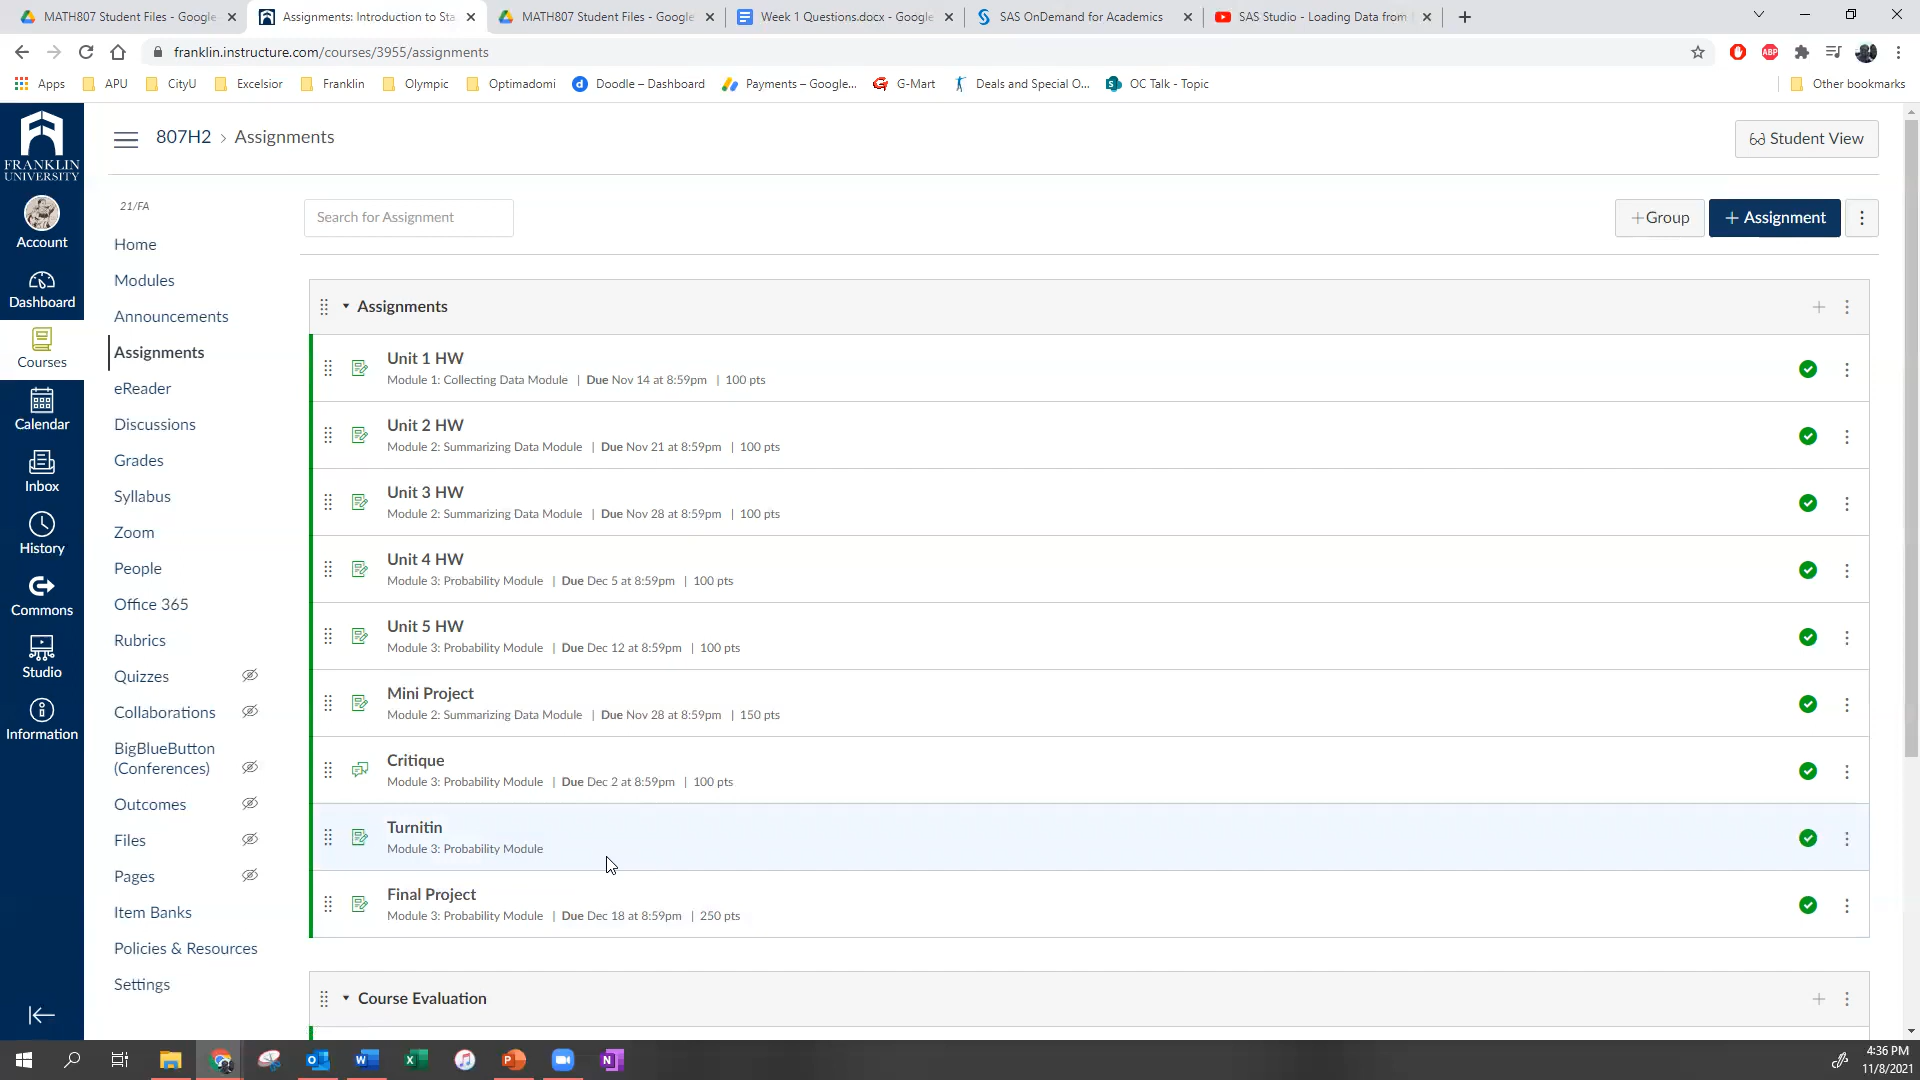 MATH807 Student Files - Google
Assignments: Introduction to Sta
MATH807 Student Files - Google
Week 1 Questions.docx - Google
SAS OnDemand for Academics
SAS Studio - Loading Data from
franklin.instructure.com/courses/3955/assignments
Apps
APU
CityU
Excelsior
Franklin
Olympic
Optimadomi
Doodle – Dashboard
Payments – Google...
G-Mart
Deals and Special O...
OC Talk - Topic
Other bookmarks
FRANKLIN
UNIVERSITY
Account
Dashboard
Courses
Calendar
Inbox
History
Commons
Studio
Information
807H2 › Assignments
Student View
21/FA
Home
Modules
Announcements
Assignments
eReader
Discussions
Grades
Syllabus
Zoom
People
Office 365
Rubrics
Quizzes
Collaborations
BigBlueButton
(Conferences)
Outcomes
Files
Pages
Item Banks
Policies & Resources
Settings
Search for Assignment
+Group
+ Assignment
Assignments
Unit 1 HW
Module 1: Collecting Data Module | Due Nov 14 at 8:59pm | 100 pts
Unit 2 HW
Module 2: Summarizing Data Module | Due Nov 21 at 8:59pm | 100 pts
Unit 3 HW
Module 2: Summarizing Data Module | Due Nov 28 at 8:59pm | 100 pts
Unit 4 HW
Module 3: Probability Module | Due Dec 5 at 8:59pm | 100 pts
Unit 5 HW
Module 3: Probability Module | Due Dec 12 at 8:59pm | 100 pts
Mini Project
Module 2: Summarizing Data Module | Due Nov 28 at 8:59pm | 150 pts
Critique
Module 3: Probability Module | Due Dec 2 at 8:59pm | 100 pts
Turnitin
Module 3: Probability Module
Final Project
Module 3: Probability Module | Due Dec 18 at 8:59pm | 250 pts
Course Evaluation
4:36 PM
11/8/2021